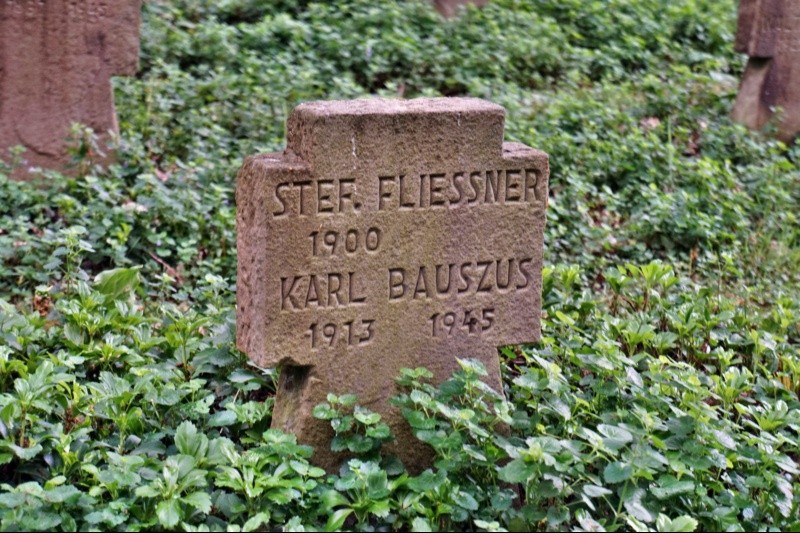 STEF. FLIESSNER
1900
KARL BAUSZUS
1913 1945